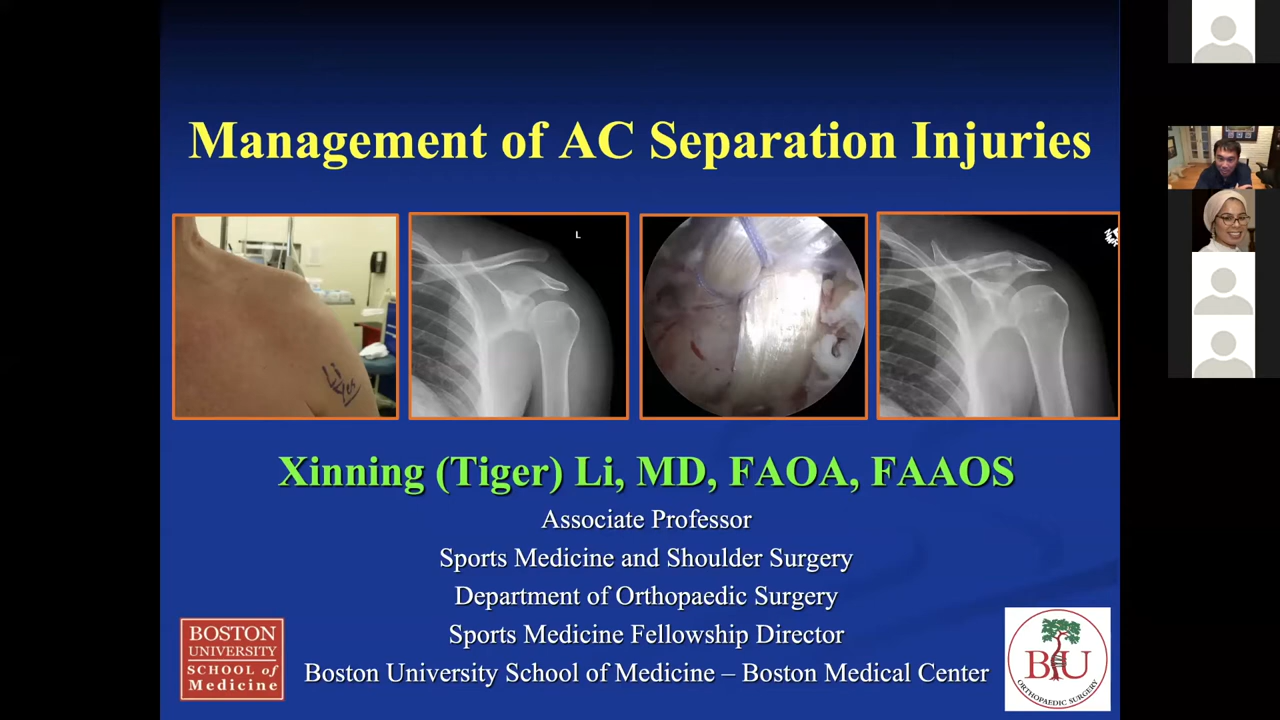 Management of AC Separation Injuries
L
Xinning (Tiger) Li, MD, FAOA, FAAOS
Associate Professor
Sports Medicine and Shoulder Surgery
Department of Orthopaedic Surgery
Sports Medicine Fellowship Director
Boston University School of Medicine – Boston Medical Center
BOSTON
UNIVERSITY
SCHOOL of
Medicine
BU
ORTHOPAEDIC SURGERY